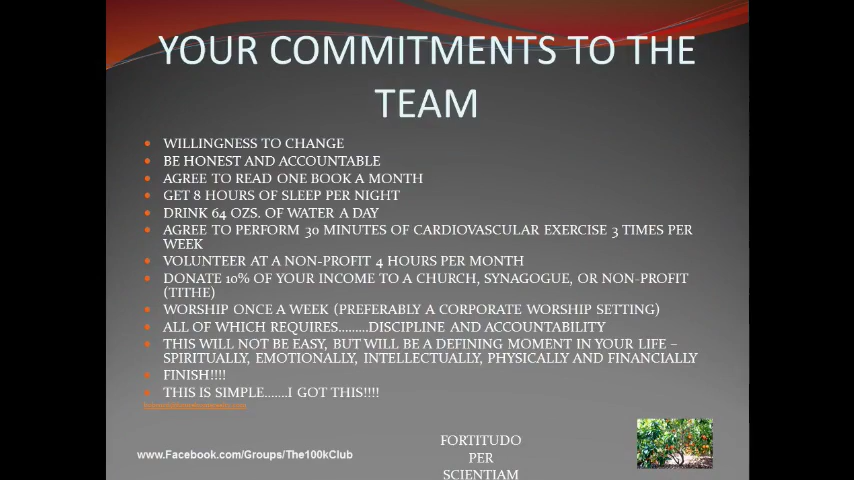 YOUR COMMITMENTS TO THE
TEAM
WILLINGNESS TO CHANGE
BE HONEST AND ACCOUNTABLE
AGREE TO READ ONE BOOK A MONTH
GET 8 HOURS OF SLEEP PER NIGHT
DRINK 64 OZS. OF WATER A DAY
AGREE TO PERFORM 30 MINUTES OF CARDIOVASCULAR EXERCISE 3 TIMES PER
WEEK
VOLUNTEER AT A NON-PROFIT 4 HOURS PER MONTH
DONATE 10% OF YOUR INCOME TO A CHURCH, SYNAGOGUE, OR NON-PROFIT
(TITHE)
WORSHIP ONCE A WEEK (PREFERABLY A CORPORATE WORSHIP SETTING)
ALL OF WHICH REQUIRES.........DISCIPLINE AND ACCOUNTABILITY
THIS WILL NOT BE EASY, BUT WILL BE A DEFINING MOMENT IN YOUR LIFE –
SPIRITUALLY, EMOTIONALLY, INTELLECTUALLY, PHYSICALLY AND FINANCIALLY
FINISH!!!!
THIS IS SIMPLE.......I GOT THIS!!!!
www.Facebook.com/Groups/The100kClub
FORTITUDO
PER
SCIENTIAM